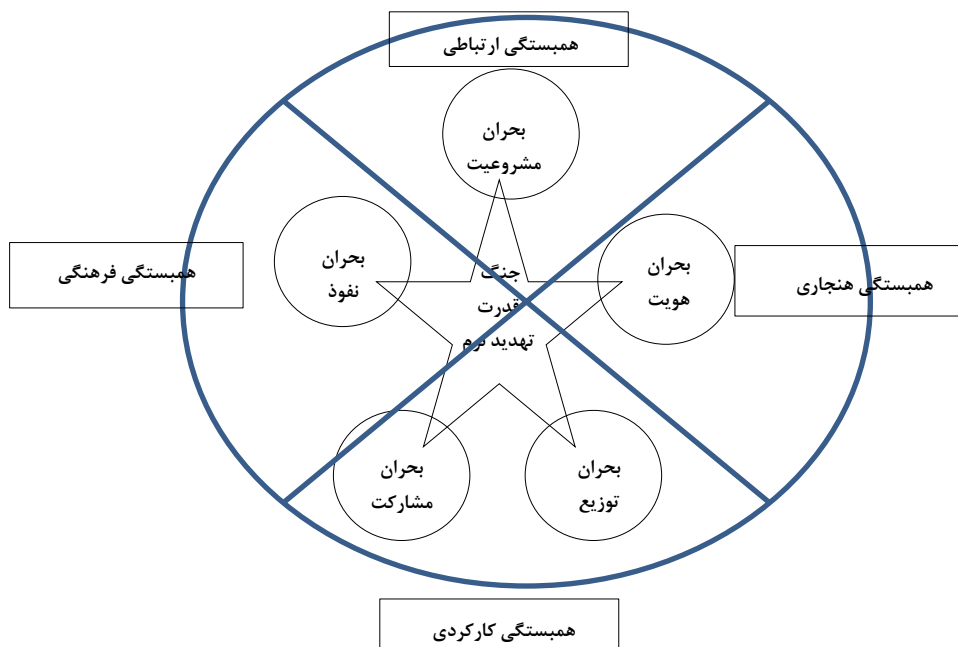 همبستگی ارتباطی
بحران
مشروعیت
همبستگی فرهنگی
بحران
نفوذ
جنگ
قدرت
تهدید نرم
بحران
هویت
همبستگی هنجاری
بحران
مشارکت
بحران
توزیع
همبستگی کارکردی